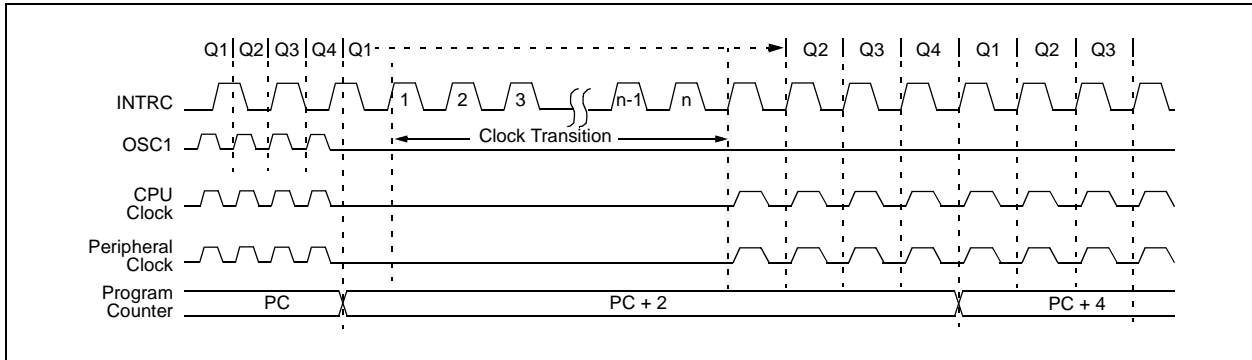 Q1 Q2 Q3 Q4 Q1 Q2 Q3 Q4 Q1 Q2 Q3
INTRC
1 2 3 n-1 n
OSC1
Clock Transition
CPU
Clock
Peripheral
Clock
Program
Counter
PC PC + 2 PC + 4